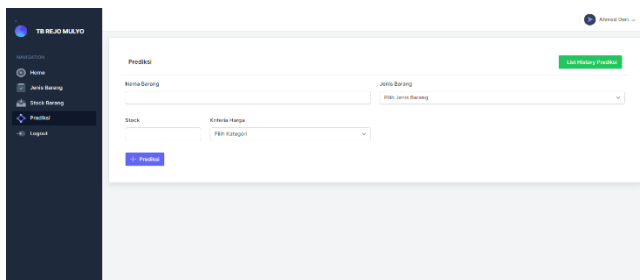 TB REJO MULYO
Ahmad Dani
NAVIGATION
Home
Jenis Barang
Stock Barang
Prediksi
Logout
Prediksi
List History Prediksi
Nama Barang
Jenis Barang
Pilih Jenis Barang
Stock
Kriteria Harga
Pilih Kategori
+ Prediksi